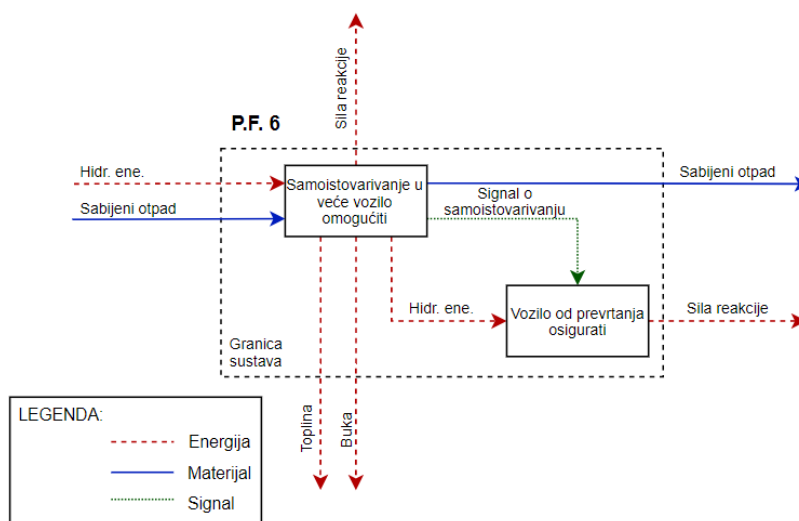 Sila reakcije
P.F. 6
Hidr. ene.
Samoistovarivanje u
veće vozilo
omogućiti
Sabijeni otpad
Sabijeni otpad
Signal o
samoistovarivanju
Hidr. ene.
Vozilo od prevrtanja
osigurati
Sila reakcije
Granica
sustava
Toplina
Buka
LEGENDA:
Energija
Materijal
Signal